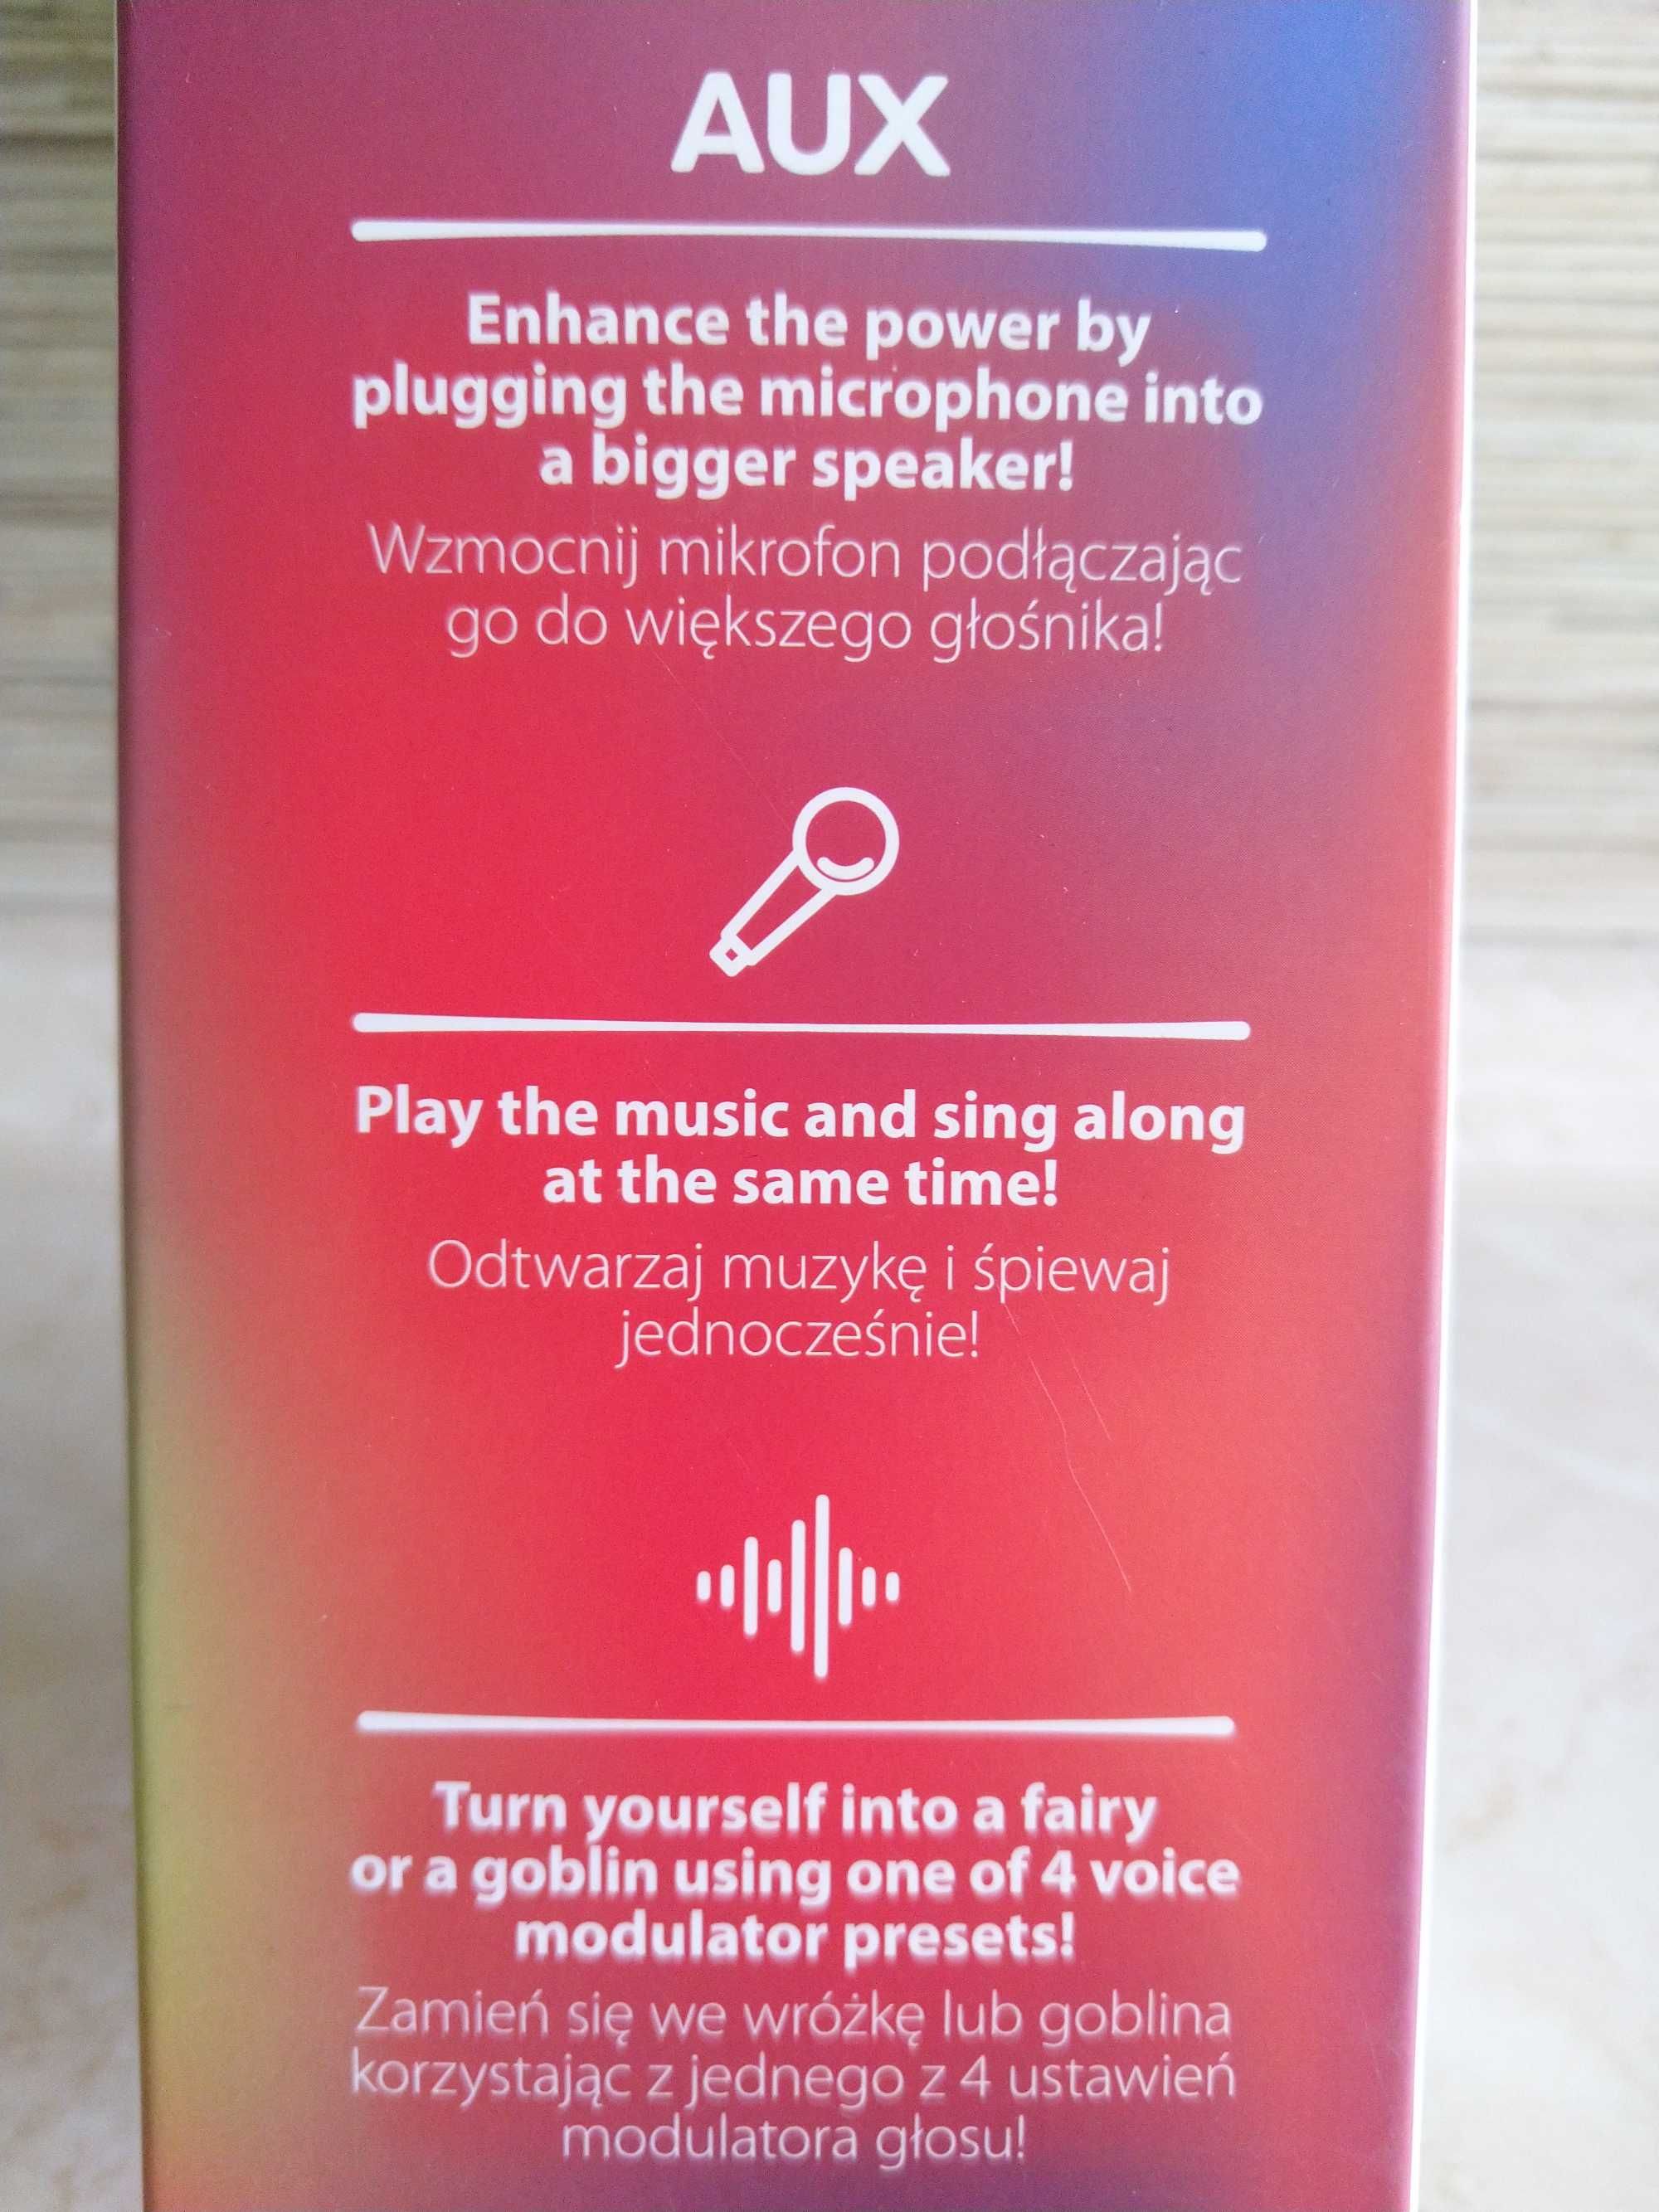 AUX
Enhance the power by
plugging the microphone into
a bigger speaker!
Wzmocnij mikrofon podłączając
go do większego głośnika!
Play the music and sing along
at the same time!
Odtwarzaj muzykę i śpiewaj
jednocześnie!
Turn yourself into a fairy
or a goblin using one of 4 voice
modulator presets!
Zamień się we wróżkę lub goblina
korzystając z jednego z 4 ustawień
modulatora głosu!